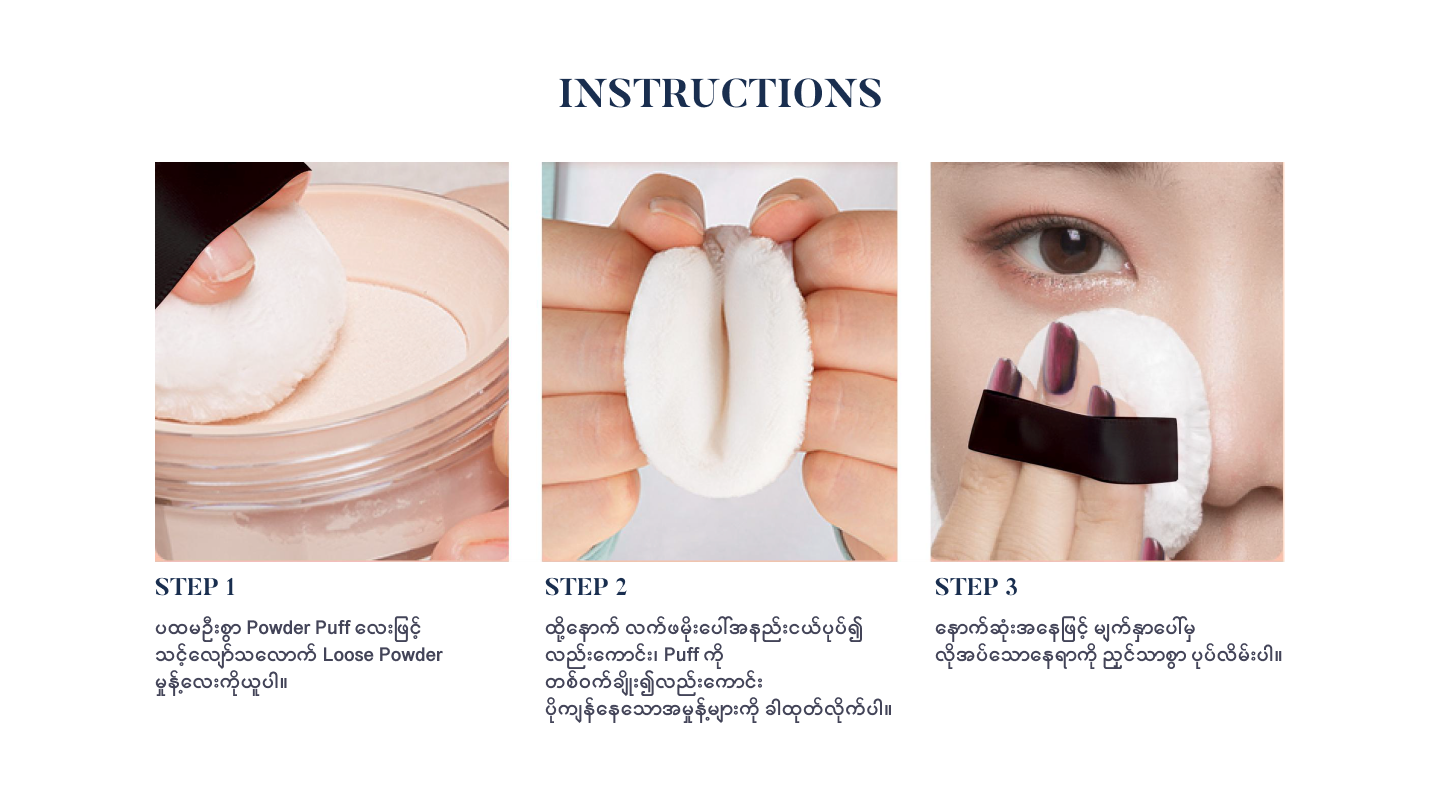 INSTRUCTIONS
STEP 1
ပထမဦးစွာ Powder Puff လေးဖြင့်
သင့်လျော်သလောက် Loose Powder
မှုန့်လေးကိုယူပါ။
STEP 2
ထို့နောက် လက်ဖမိုးပေါ်အနည်းငယ်ပုပ်၍
လည်းကောင်း၊ Puff ကို
တစ်ဝက်ချိုး၍လည်းကောင်း
ပိုကျန်နေသောအမှုန့်များကို ခါထုတ်လိုက်ပါ။
STEP 3
နောက်ဆုံးအနေဖြင့် မျက်နှာပေါ်မှ
လိုအပ်သောနေရာကို ညှင်သာစွာ ပုပ်လိမ်းပါ။